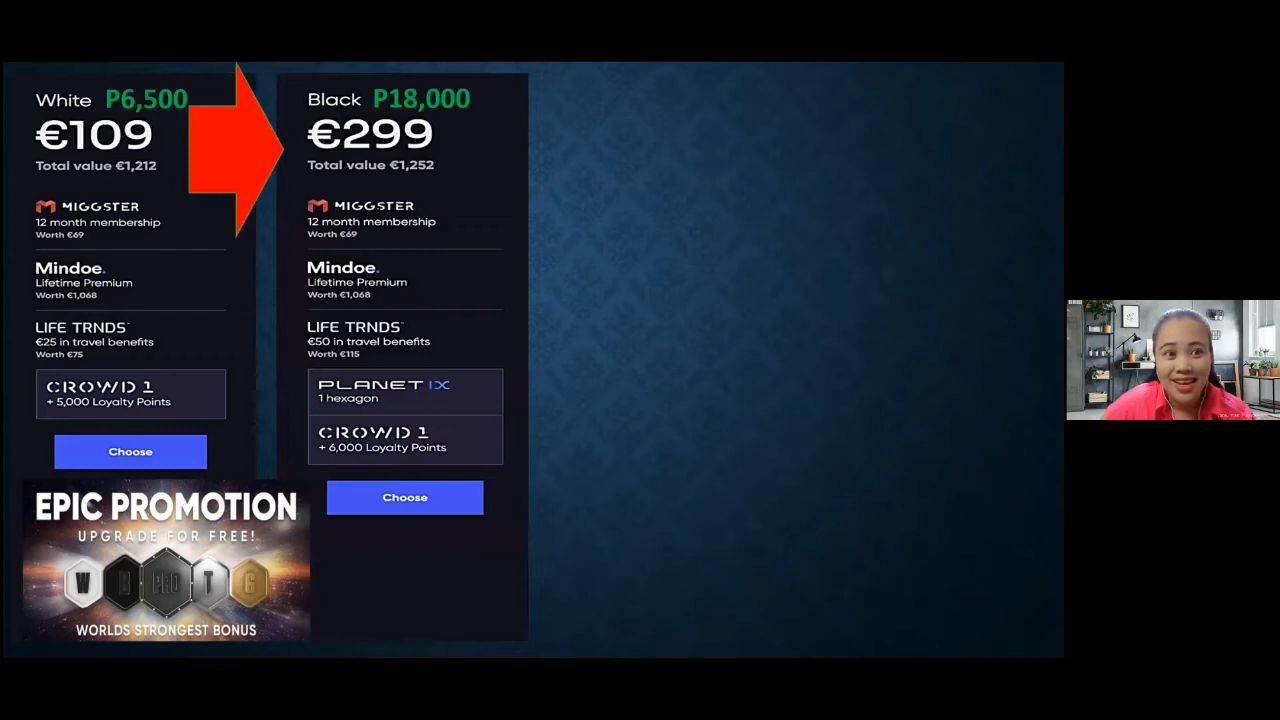 White P6,500
€109
Total value €1,212
MIGGSTER
12 month membership
Worth €69
Mindoe.
Lifetime Premium
Worth €1,068
LIFE TRNDS
€25 in travel benefits
Worth €75
CROWD 1
+ 5,000 Loyalty Points
Choose
EPIC PROMOTION
UPGRADE FOR FREE!
W B PRO T G
WORLDS STRONGEST BONUS
Black P18,000
€299
Total value €1,252
MIGGSTER
12 month membership
Worth €69
Mindoe.
Lifetime Premium
Worth €1,068
LIFE TRNDS
€50 in travel benefits
Worth €115
PLANET IX
1 hexagon
CROWD 1
+ 6,000 Loyalty Points
Choose